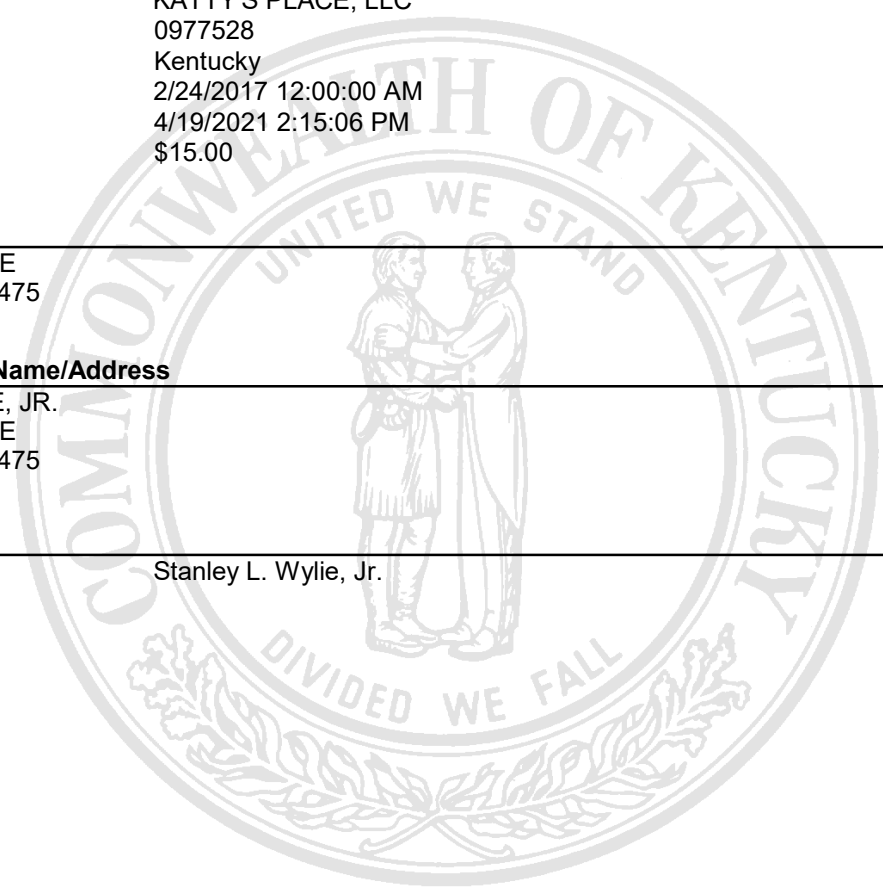 KATTY'S PLACE, LLC
0977528
Kentucky
2/24/2017 12:00:00 AM
4/19/2021 2:15:06 PM
$15.00
E
475
Name/Address
E, JR.
E
475
Stanley L. Wylie, Jr.
COMMONWEALTH OF KENTUCKY
UNITED WE STAND
DIVIDED WE FALL